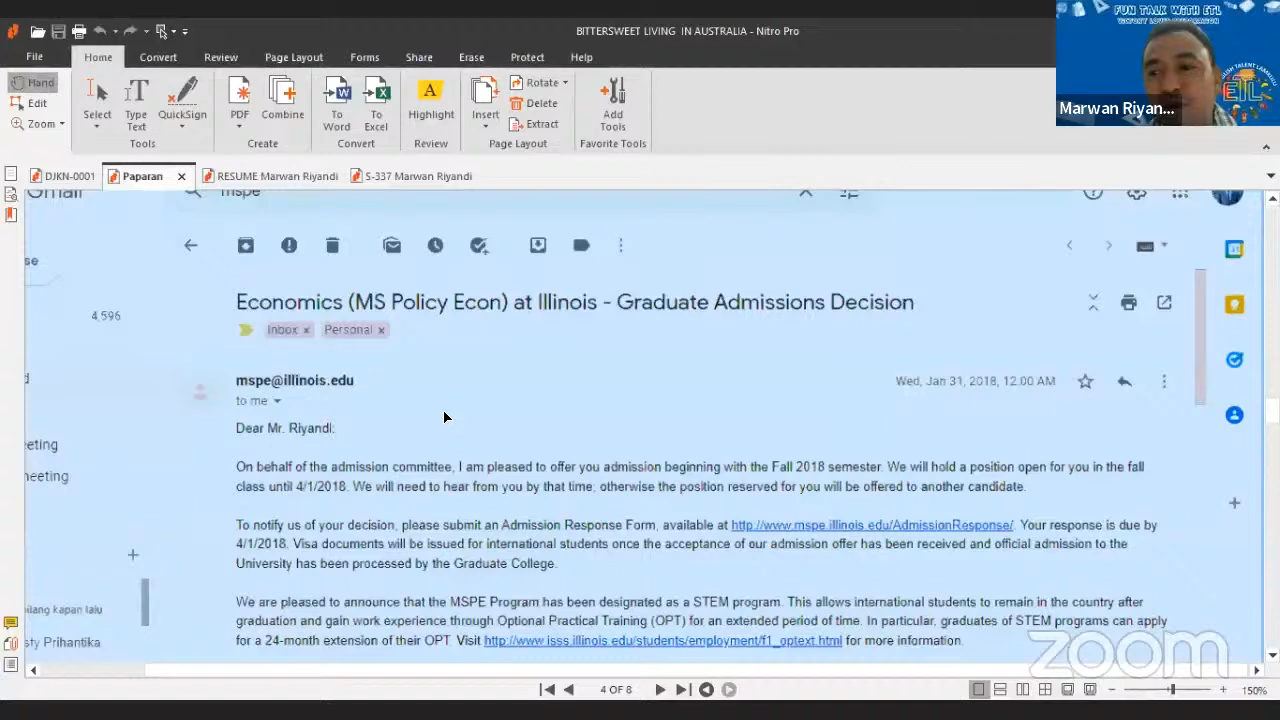 BITTERSWEET LIVING IN AUSTRALIA - Nitro Pro
FUN TALK WITH ETL
File
Home
Convert
Review
Page Layout
Forms
Share
Erase
Protect
Help
Hand
Edit
Zoom
Select
Type Text
QuickSign
Tools
PDF
Combine
Create
To Word
To Excel
Convert
Highlight
Review
Insert
Rotate
Delete
Extract
Page Layout
Add Tools
Favorite Tools
ETL
Marwan Riyan...
DJKN-0001
Paparan
RESUME Marwan Riyandi
S-337 Marwan Riyandi
Gmail
mspe
se
4,596
Economics (MS Policy Econ) at Illinois - Graduate Admissions Decision
Inbox x
Personal x
mspe@illinois.edu
Wed, Jan 31, 2018, 12.00 AM
to me
Dear Mr. Riyandi:
On behalf of the admission committee, I am pleased to offer you admission beginning with the Fall 2018 semester. We will hold a position open for you in the fall
class until 4/1/2018. We will need to hear from you by that time; otherwise the position reserved for you will be offered to another candidate.
To notify us of your decision, please submit an Admission Response Form, available at http://www.mspe.illinois.edu/AdmissionResponse/. Your response is due by
4/1/2018. Visa documents will be issued for international students once the acceptance of our admission offer has been received and official admission to the
University has been processed by the Graduate College.
We are pleased to announce that the MSPE Program has been designated as a STEM program. This allows international students to remain in the country after
graduation and gain work experience through Optional Practical Training (OPT) for an extended period of time. In particular, graduates of STEM programs can apply
for a 24-month extension of their OPT. Visit http://www.isss.illinois.edu/students/employment/f1_optext.html for more information.
eting
neeting
ilang kapan lalu
sty Prihantika
zoom
4 OF 8
150%